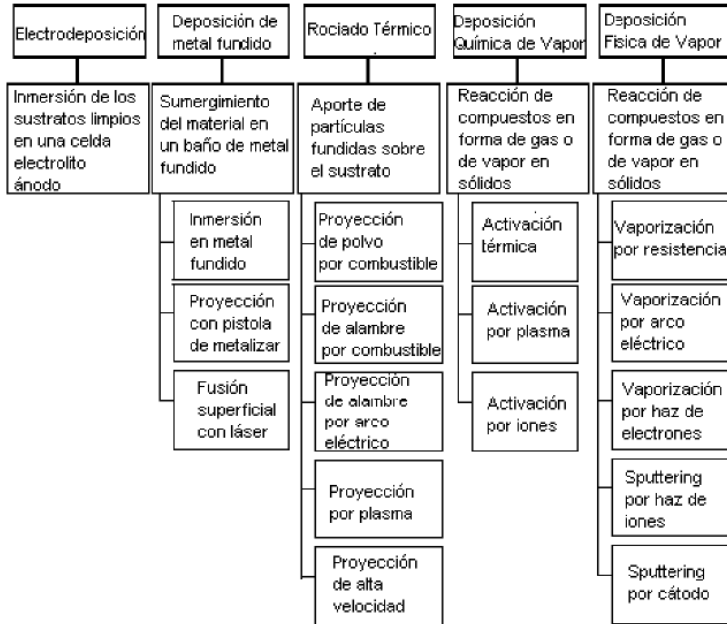 Electrodeposición
Inmersión de los
sustratos limpios
en una celda
electrolito
ánodo
Deposición de
metal fundido
Sumergimiento
del material en
un baño de metal
fundido
Inmersión
en metal
fundido
Proyección
con pistola
de metalizar
Fusión
superficial
con láser
Rociado Térmico
Aporte de
partículas
fundidas sobre
el sustrato
Proyección
de polvo
por combustible
Proyección
de alambre
por combustible
Proyección
de alambre
por arco
eléctrico
Proyección
por plasma
Proyección
de alta
velocidad
Deposición
Química de Vapor
Reacción de
compuestos en
forma de gas o
de vapor en
sólidos
Activación
térmica
Activación
por plasma
Activación
por iones
Deposición
Física de Vapor
Reacción de
compuestos en
forma de gas o
de vapor en
sólidos
Vaporización
por resistencia
Vaporización
por arco
eléctrico
Vaporización
por haz de
electrones
Sputtering
por haz de
iones
Sputtering
por cátodo